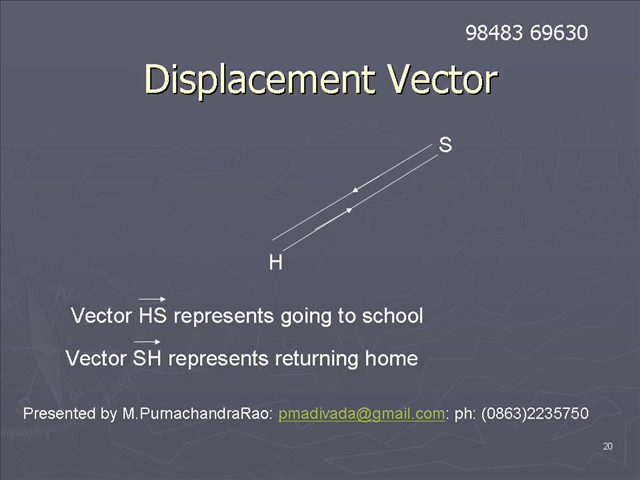 98483 69630
Displacement Vector
S
H
Vector HS represents going to school
Vector SH represents returning home
Presented by M.PurnachandraRao: pmadivada@gmail.com: ph: (0863)2235750
20